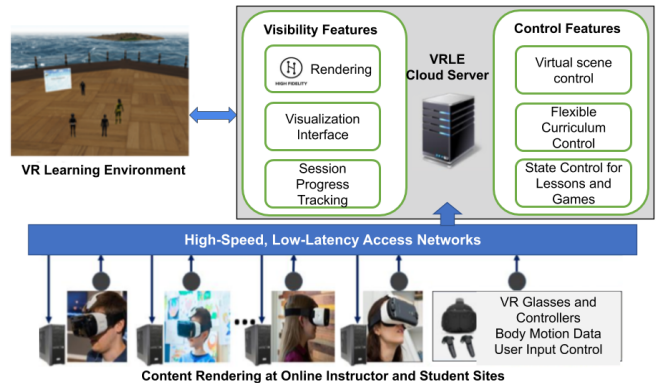 Visibility Features
HIGH FIDELITY
Rendering
Visualization
Interface
Session
Progress
Tracking
VRLE
Cloud Server
Control Features
Virtual scene
control
Flexible
Curriculum
Control
State Control for
Lessons and
Games
VR Learning Environment
High-Speed, Low-Latency Access Networks
VR Glasses and
Controllers
Body Motion Data
User Input Control
Content Rendering at Online Instructor and Student Sites